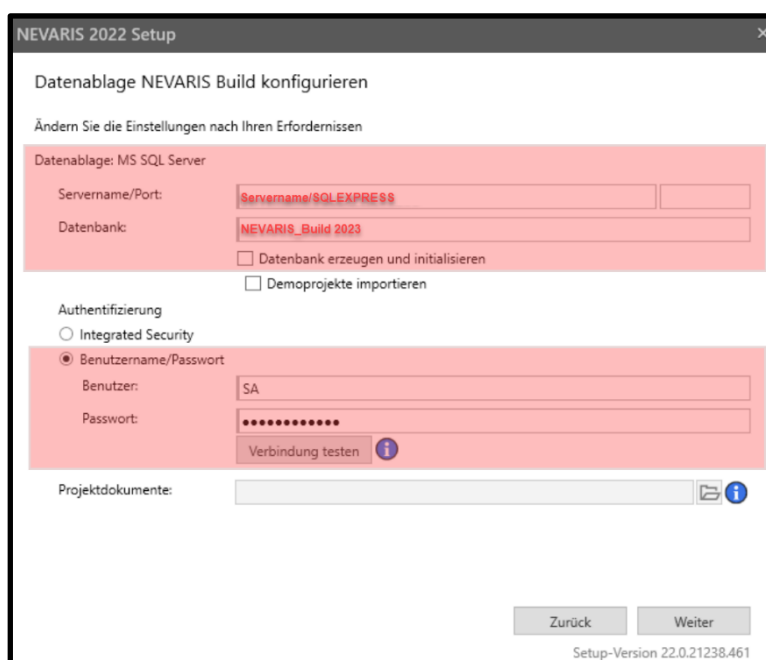 NEVARIS 2022 Setup
Datenablage NEVARIS Build konfigurieren
Ändern Sie die Einstellungen nach Ihren Erfordernissen
Datenablage: MS SQL Server
Servername/Port: Servername/SQLEXPRESS
Datenbank: NEVARIS_Build 2023
Datenbank erzeugen und initialisieren
Demoprojekte importieren
Authentifizierung
Integrated Security
Benutzername/Passwort
Benutzer: SA
Passwort: ●●●●●●●●●●●●
Verbindung testen
Projektdokumente:
Zurück Weiter
Setup-Version 22.0.21238.461